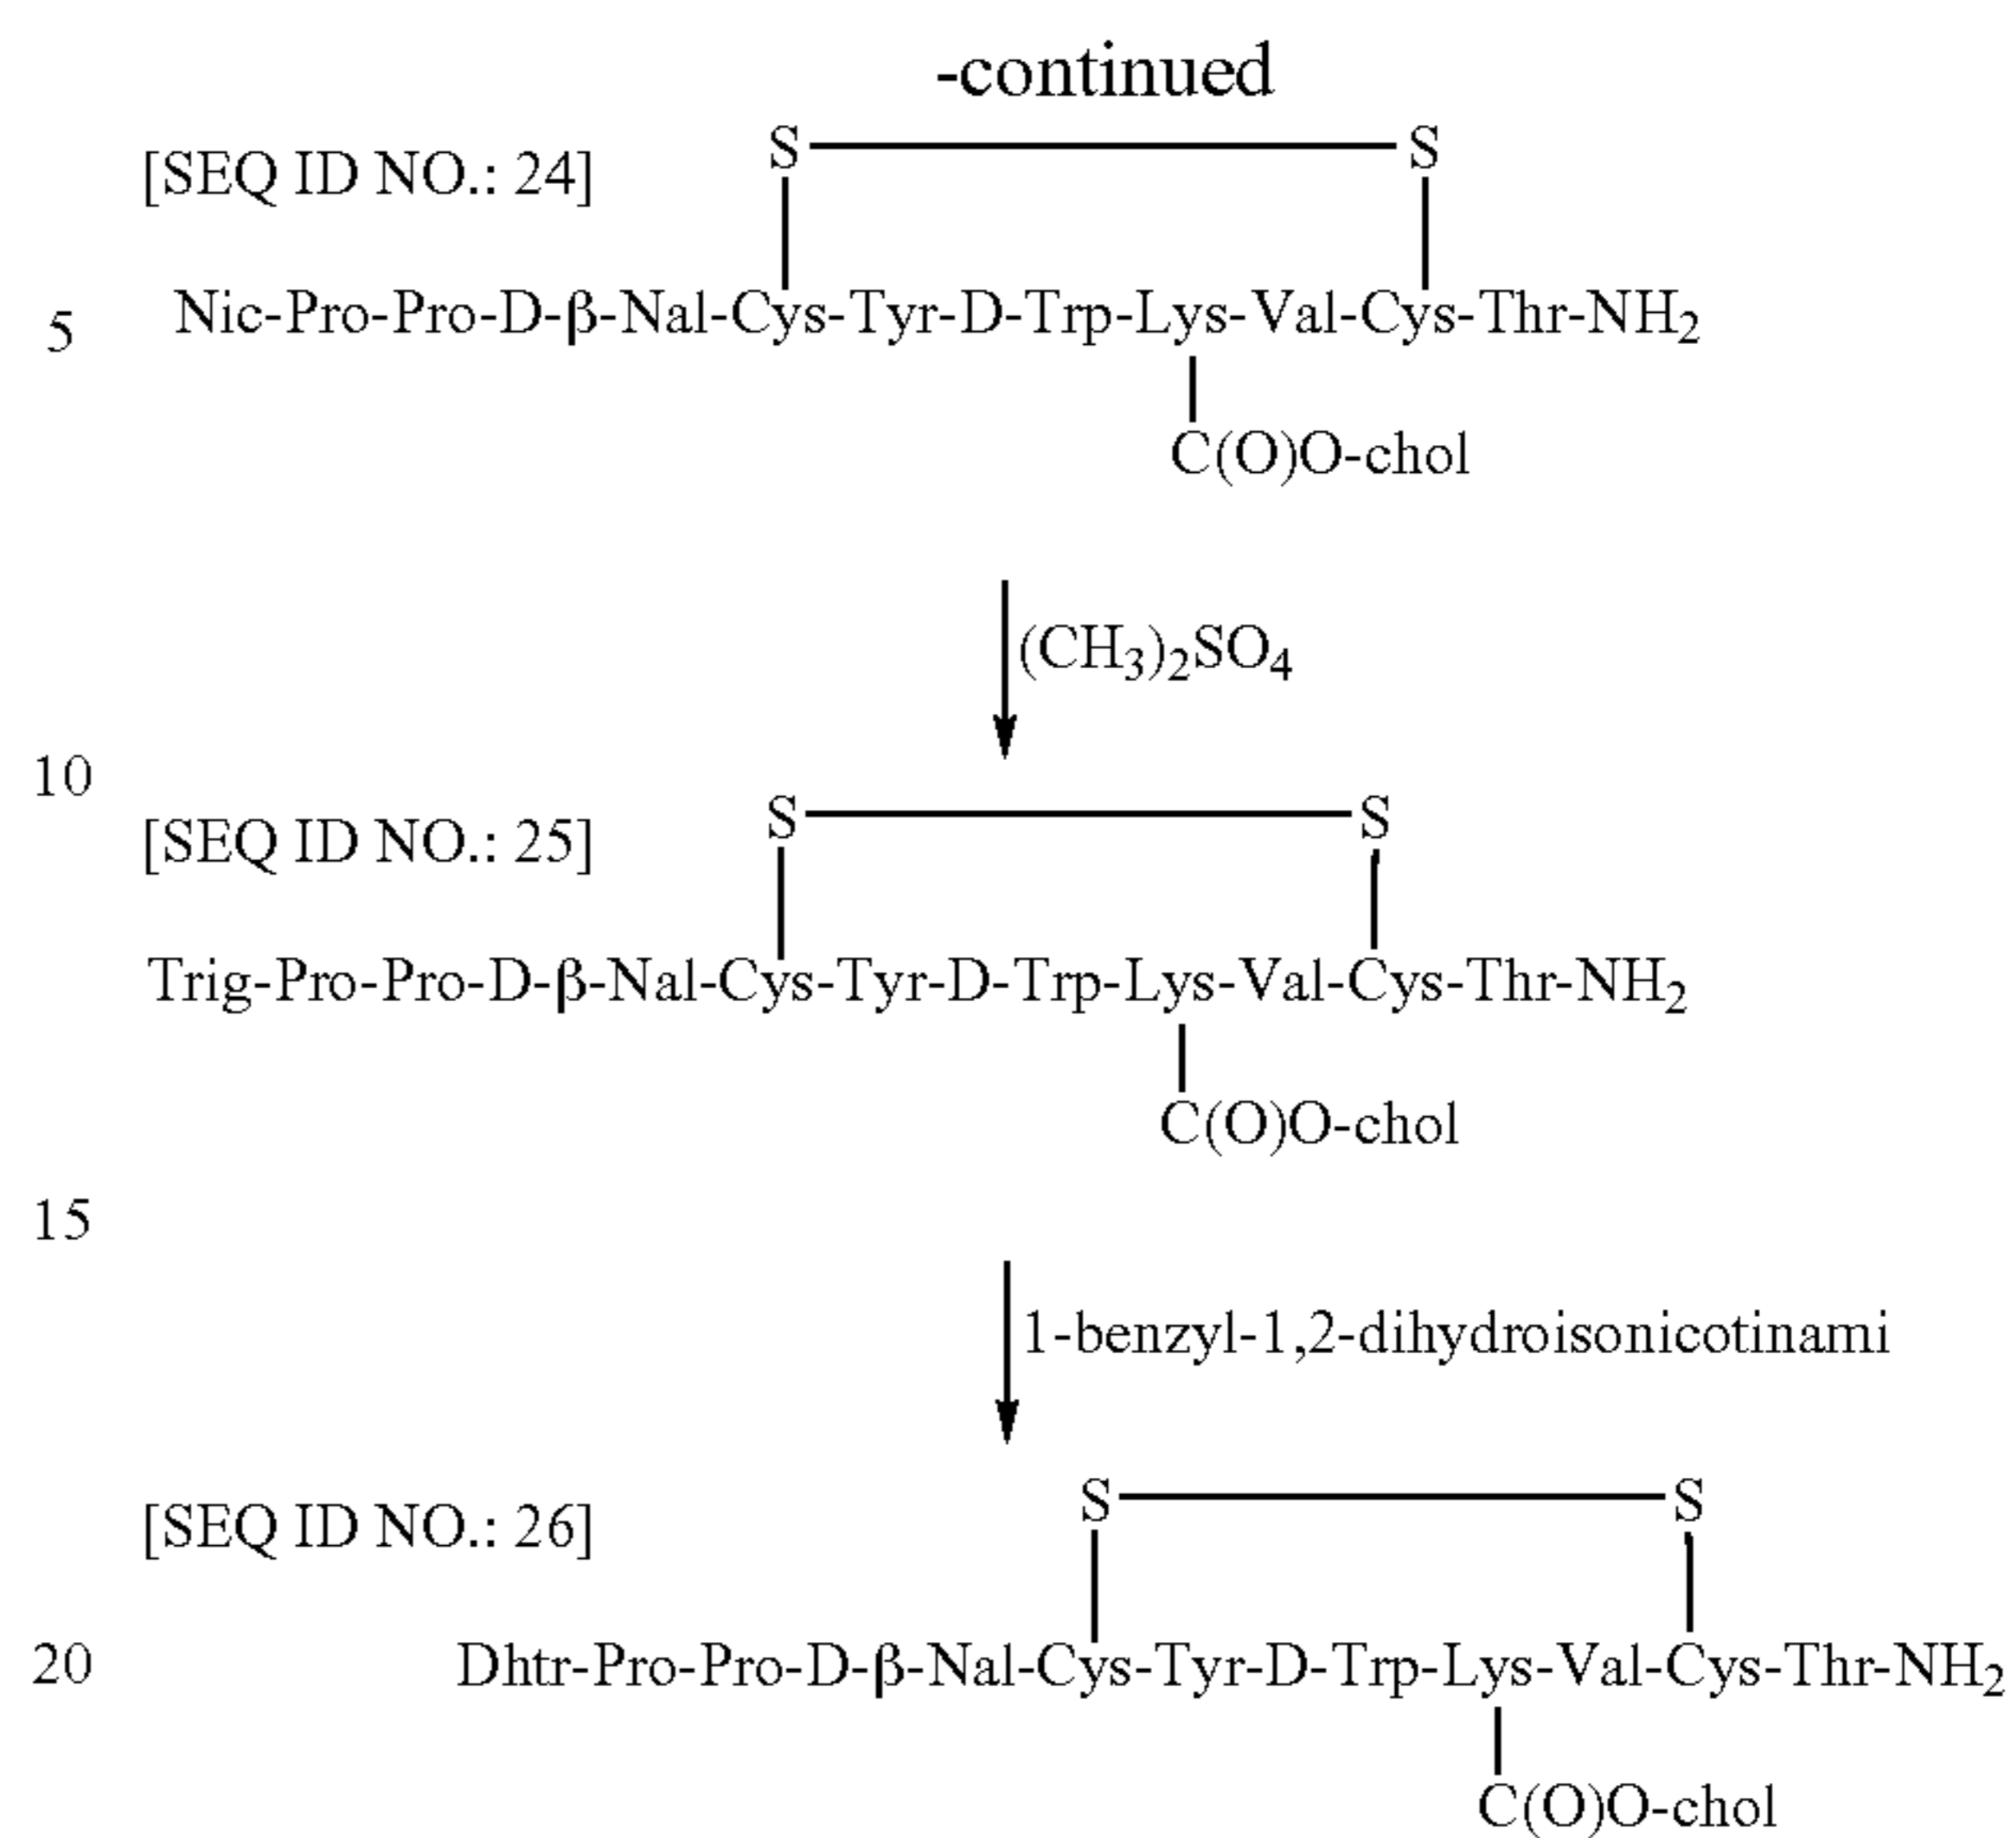 -continued
[SEQ ID NO.: 24]
S S
5 Nic-Pro-Pro-D-β-Nal-Cys-Tyr-D-Trp-Lys-Val-Cys-Thr-NH₂
C(O)O-chol
(CH₃)₂SO₄
10
[SEQ ID NO.: 25]
S S
Trig-Pro-Pro-D-β-Nal-Cys-Tyr-D-Trp-Lys-Val-Cys-Thr-NH₂
C(O)O-chol
15
1-benzyl-1,2-dihydroisonicotinami
[SEQ ID NO.: 26]
S S
20 Dhtr-Pro-Pro-D-β-Nal-Cys-Tyr-D-Trp-Lys-Val-Cys-Thr-NH₂
C(O)O-chol